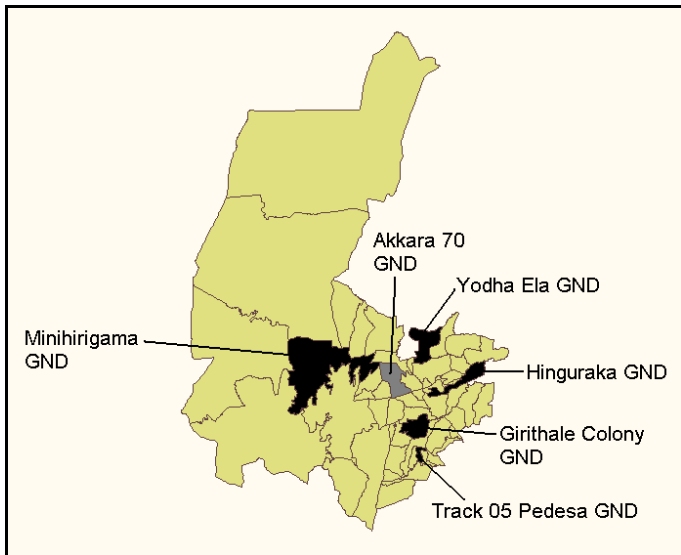 Akkara 70
GND
Yodha Ela GND
Minihirigama
GND
Hinguraka GND
Girithale Colony
GND
Track 05 Pedesa GND